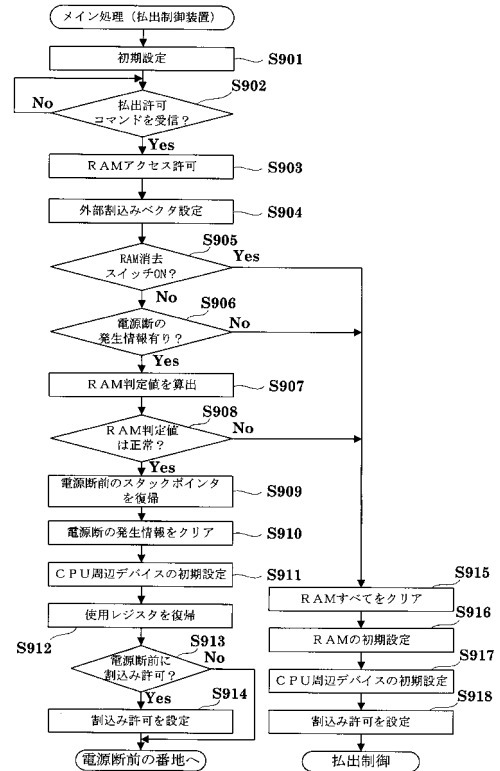 メイン処理（払出制御装置）
初期設定
S901
S902
No
払出許可
コマンドを受信？
Yes
ＲＡＭアクセス許可
S903
外部割込みベクタ設定
S904
S905
RAM消去
スイッチON？
Yes
No
S906
電源断の
発生情報有り？
No
Yes
ＲＡＭ判定値を算出
S907
S908
ＲＡＭ判定値
は正常？
No
Yes
電源断前のスタックポインタ
を復帰
S909
電源断の発生情報をクリア
S910
ＣＰＵ周辺デバイスの初期設定
S911
使用レジスタを復帰
S912
S913
電源断前に
割込み許可？
No
Yes
S914
割込み許可を設定
電源断前の番地へ
S915
ＲＡＭすべてをクリア
S916
ＲＡＭの初期設定
S917
ＣＰＵ周辺デバイスの初期設定
S918
割込み許可を設定
払出制御